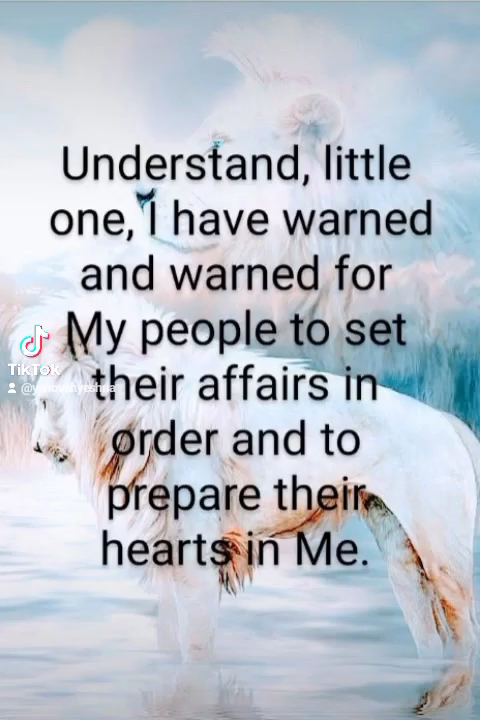 Understand, little
one, I have warned
and warned for
My people to set
their affairs in
order and to
prepare their
hearts in Me.
TikTok